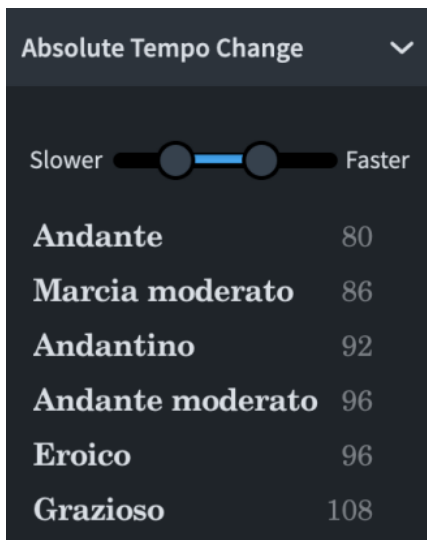 Absolute Tempo Change
Slower Faster
Andante 80
Marcia moderato 86
Andantino 92
Andante moderato 96
Eroico 96
Grazioso 108